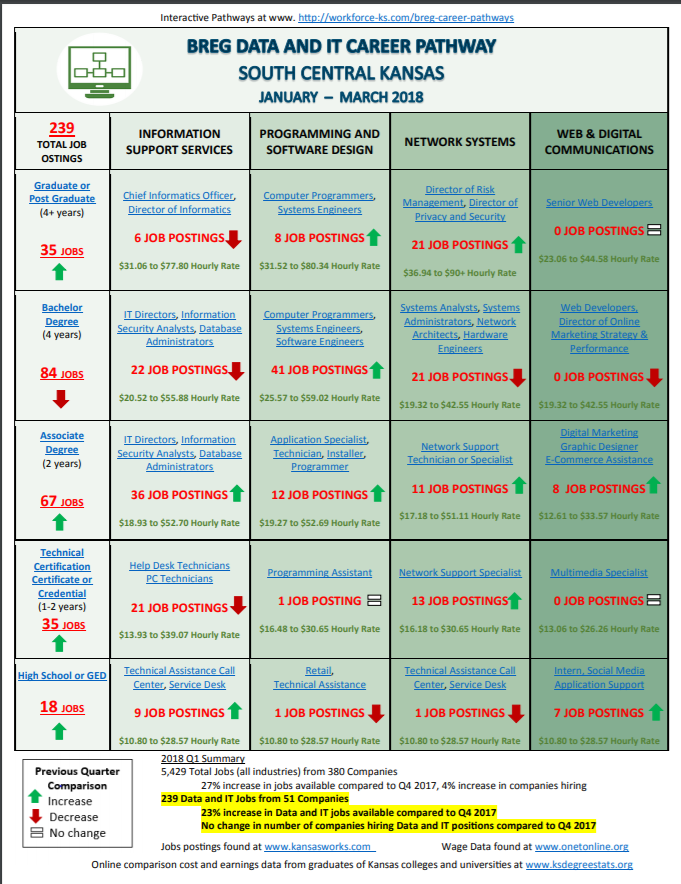 Interactive Pathways at www. http://workforce-ks.com/breg-career-pathways
BREG DATA AND IT CAREER PATHWAY
SOUTH CENTRAL KANSAS
JANUARY – MARCH 2018
239
TOTAL JOB
OSTINGS
INFORMATION
SUPPORT SERVICES
PROGRAMMING AND
SOFTWARE DESIGN
NETWORK SYSTEMS
WEB & DIGITAL
COMMUNICATIONS
Graduate or
Post Graduate
(4+ years)
35 JOBS
Chief Informatics Officer,
Director of Informatics
6 JOB POSTINGS
$31.06 to $77.80 Hourly Rate
Computer Programmers,
Systems Engineers
8 JOB POSTINGS
$31.52 to $80.34 Hourly Rate
Director of Risk
Management, Director of
Privacy and Security
21 JOB POSTINGS
$36.94 to $90+ Hourly Rate
Senior Web Developers
0 JOB POSTINGS
$23.06 to $44.58 Hourly Rate
Bachelor
Degree
(4 years)
84 JOBS
IT Directors, Information
Security Analysts, Database
Administrators
22 JOB POSTINGS
$20.52 to $55.88 Hourly Rate
Computer Programmers,
Systems Engineers,
Software Engineers
41 JOB POSTINGS
$25.57 to $59.02 Hourly Rate
Systems Analysts, Systems
Administrators, Network
Architects, Hardware
Engineers
21 JOB POSTINGS
$19.32 to $42.55 Hourly Rate
Web Developers,
Director of Online
Marketing Strategy &
Performance
0 JOB POSTINGS
$19.32 to $42.55 Hourly Rate
Associate
Degree
(2 years)
67 JOBS
IT Directors, Information
Security Analysts, Database
Administrators
36 JOB POSTINGS
$18.93 to $52.70 Hourly Rate
Application Specialist,
Technician, Installer,
Programmer
12 JOB POSTINGS
$19.27 to $52.69 Hourly Rate
Network Support
Technician or Specialist
11 JOB POSTINGS
$17.18 to $51.11 Hourly Rate
Digital Marketing
Graphic Designer
E-Commerce Assistance
8 JOB POSTINGS
$12.61 to $33.57 Hourly Rate
Technical
Certification
Certificate or
Credential
(1-2 years)
35 JOBS
Help Desk Technicians
PC Technicians
21 JOB POSTINGS
$13.93 to $39.07 Hourly Rate
Programming Assistant
1 JOB POSTING
$16.48 to $30.65 Hourly Rate
Network Support Specialist
13 JOB POSTINGS
$16.18 to $30.65 Hourly Rate
Multimedia Specialist
0 JOB POSTINGS
$13.06 to $26.26 Hourly Rate
High School or GED
18 JOBS
Technical Assistance Call
Center, Service Desk
9 JOB POSTINGS
$10.80 to $28.57 Hourly Rate
Retail,
Technical Assistance
1 JOB POSTINGS
$10.80 to $28.57 Hourly Rate
Technical Assistance Call
Center, Service Desk
1 JOB POSTINGS
$10.80 to $28.57 Hourly Rate
Intern, Social Media
Application Support
7 JOB POSTINGS
$10.80 to $28.57 Hourly Rate
Previous Quarter
Comparison
Increase
Decrease
No change
2018 Q1 Summary
5,429 Total Jobs (all industries) from 380 Companies
27% increase in jobs available compared to Q4 2017, 4% increase in companies hiring
239 Data and IT Jobs from 51 Companies
23% increase in Data and IT jobs available compared to Q4 2017
No change in number of companies hiring Data and IT positions compared to Q4 2017
Jobs postings found at www.kansasworks.com
Wage Data found at www.onetonline.org
Online comparison cost and earnings data from graduates of Kansas colleges and universities at www.ksdegreestats.org